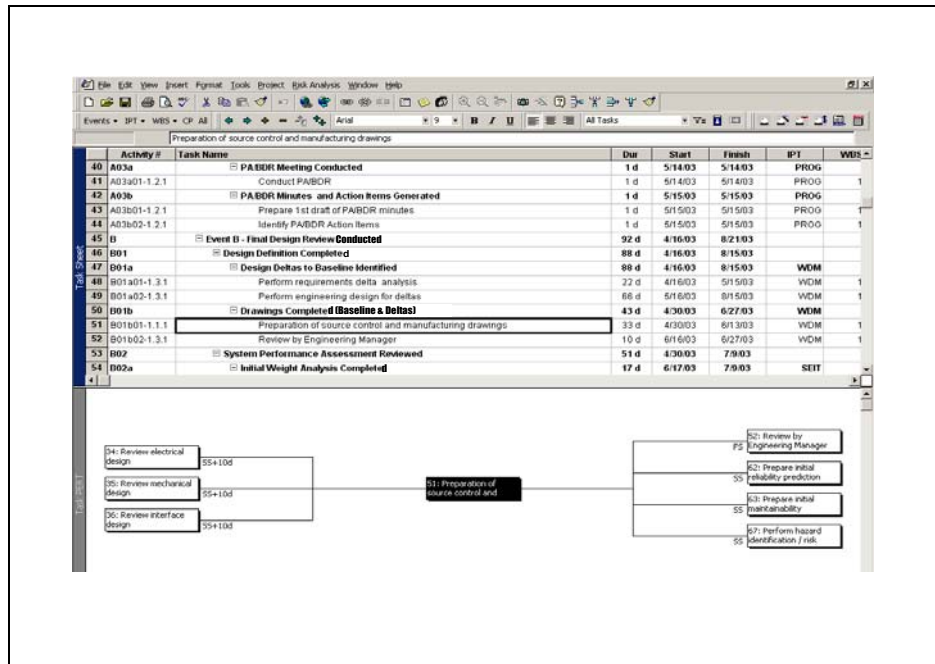 File Edit View Insert Format Tools Project Risk Analysis Window Help
Events IPT WBS CP All Arial 9 B I U All Tasks
Preparation of source control and manufacturing drawings
Activity # Task Name Dur Start Finish IPT WBS
40 A03a PA/BDR Meeting Conducted 1 d 5/14/03 5/14/03 PROG
41 A03a01-1.2.1 Conduct PA/BDR 1 d 5/14/03 5/14/03 PROG 1
42 A03b PA/BDR Minutes and Action Items Generated 1 d 5/15/03 5/15/03 PROG
43 A03b01-1.2.1 Prepare 1st draft of PA/BDR minutes 1 d 5/15/03 5/15/03 PROG 1
44 A03b02-1.2.1 Identify PA/BDR Action Items 1 d 5/15/03 5/15/03 PROG 1
45 B Event B - Final Design Review Conducted 92 d 4/16/03 8/21/03
46 B01 Design Definition Completed 88 d 4/16/03 8/15/03
47 B01a Design Deltas to Baseline Identified 88 d 4/16/03 8/15/03 WDM
48 B01a01-1.3.1 Perform requirements delta analysis 22 d 4/16/03 5/15/03 WDM 1
49 B01a02-1.3.1 Perform engineering design for deltas 66 d 5/16/03 8/15/03 WDM 1
50 B01b Drawings Completed (Baseline & Deltas) 43 d 4/30/03 6/27/03 WDM
51 B01b01-1.1.1 Preparation of source control and manufacturing drawings 33 d 4/30/03 6/13/03 WDM 1
52 B01b02-1.3.1 Review by Engineering Manager 10 d 6/16/03 6/27/03 WDM 1
53 B02 System Performance Assessment Reviewed 51 d 4/30/03 7/9/03
54 B02a Initial Weight Analysis Completed 17 d 6/17/03 7/9/03 SEIT
Task Sheet
Task PERT
34: Review electrical
design
SS+10d
35: Review mechanical
design
SS+10d
36: Review interface
design
SS+10d
51: Preparation of
source control and
52: Review by
Engineering Manager
FS
62: Prepare initial
reliability prediction
SS
63: Prepare initial
maintainability
SS
67: Perform hazard
identification / risk
SS